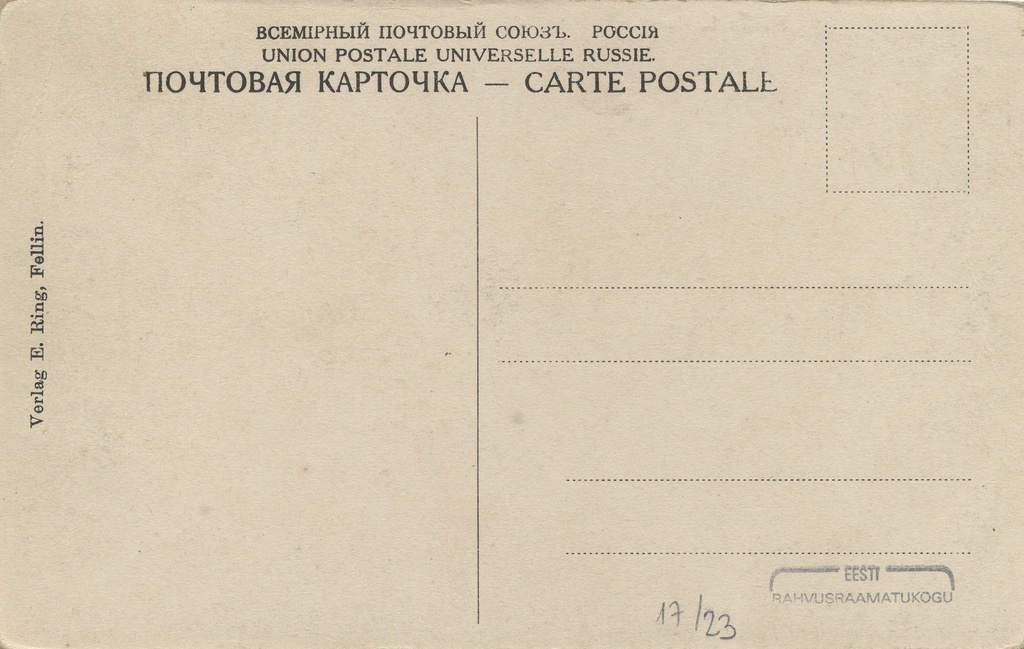 ВСЕМІРНЫЙ ПОЧТОВЫЙ СОЮЗЪ. РОССІЯ
UNION POSTALE UNIVERSELLE RUSSIE.
ПОЧТОВАЯ КАРТОЧКА — CARTE POSTALE
Verlag E. Ring, Fellin.
EESTI
RAHVUSRAAMATUKOGU
17/23